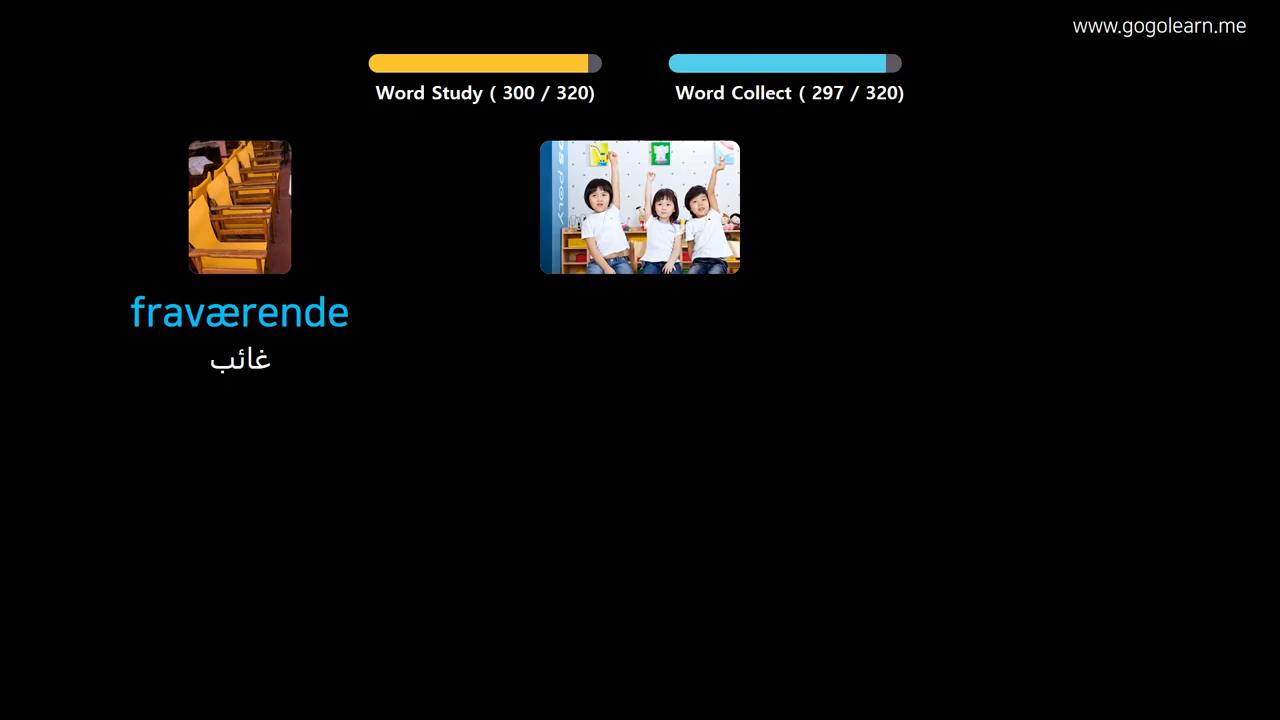 www.gogolearn.me
Word Study ( 300 / 320)
Word Collect ( 297 / 320)
fraværende
غائب